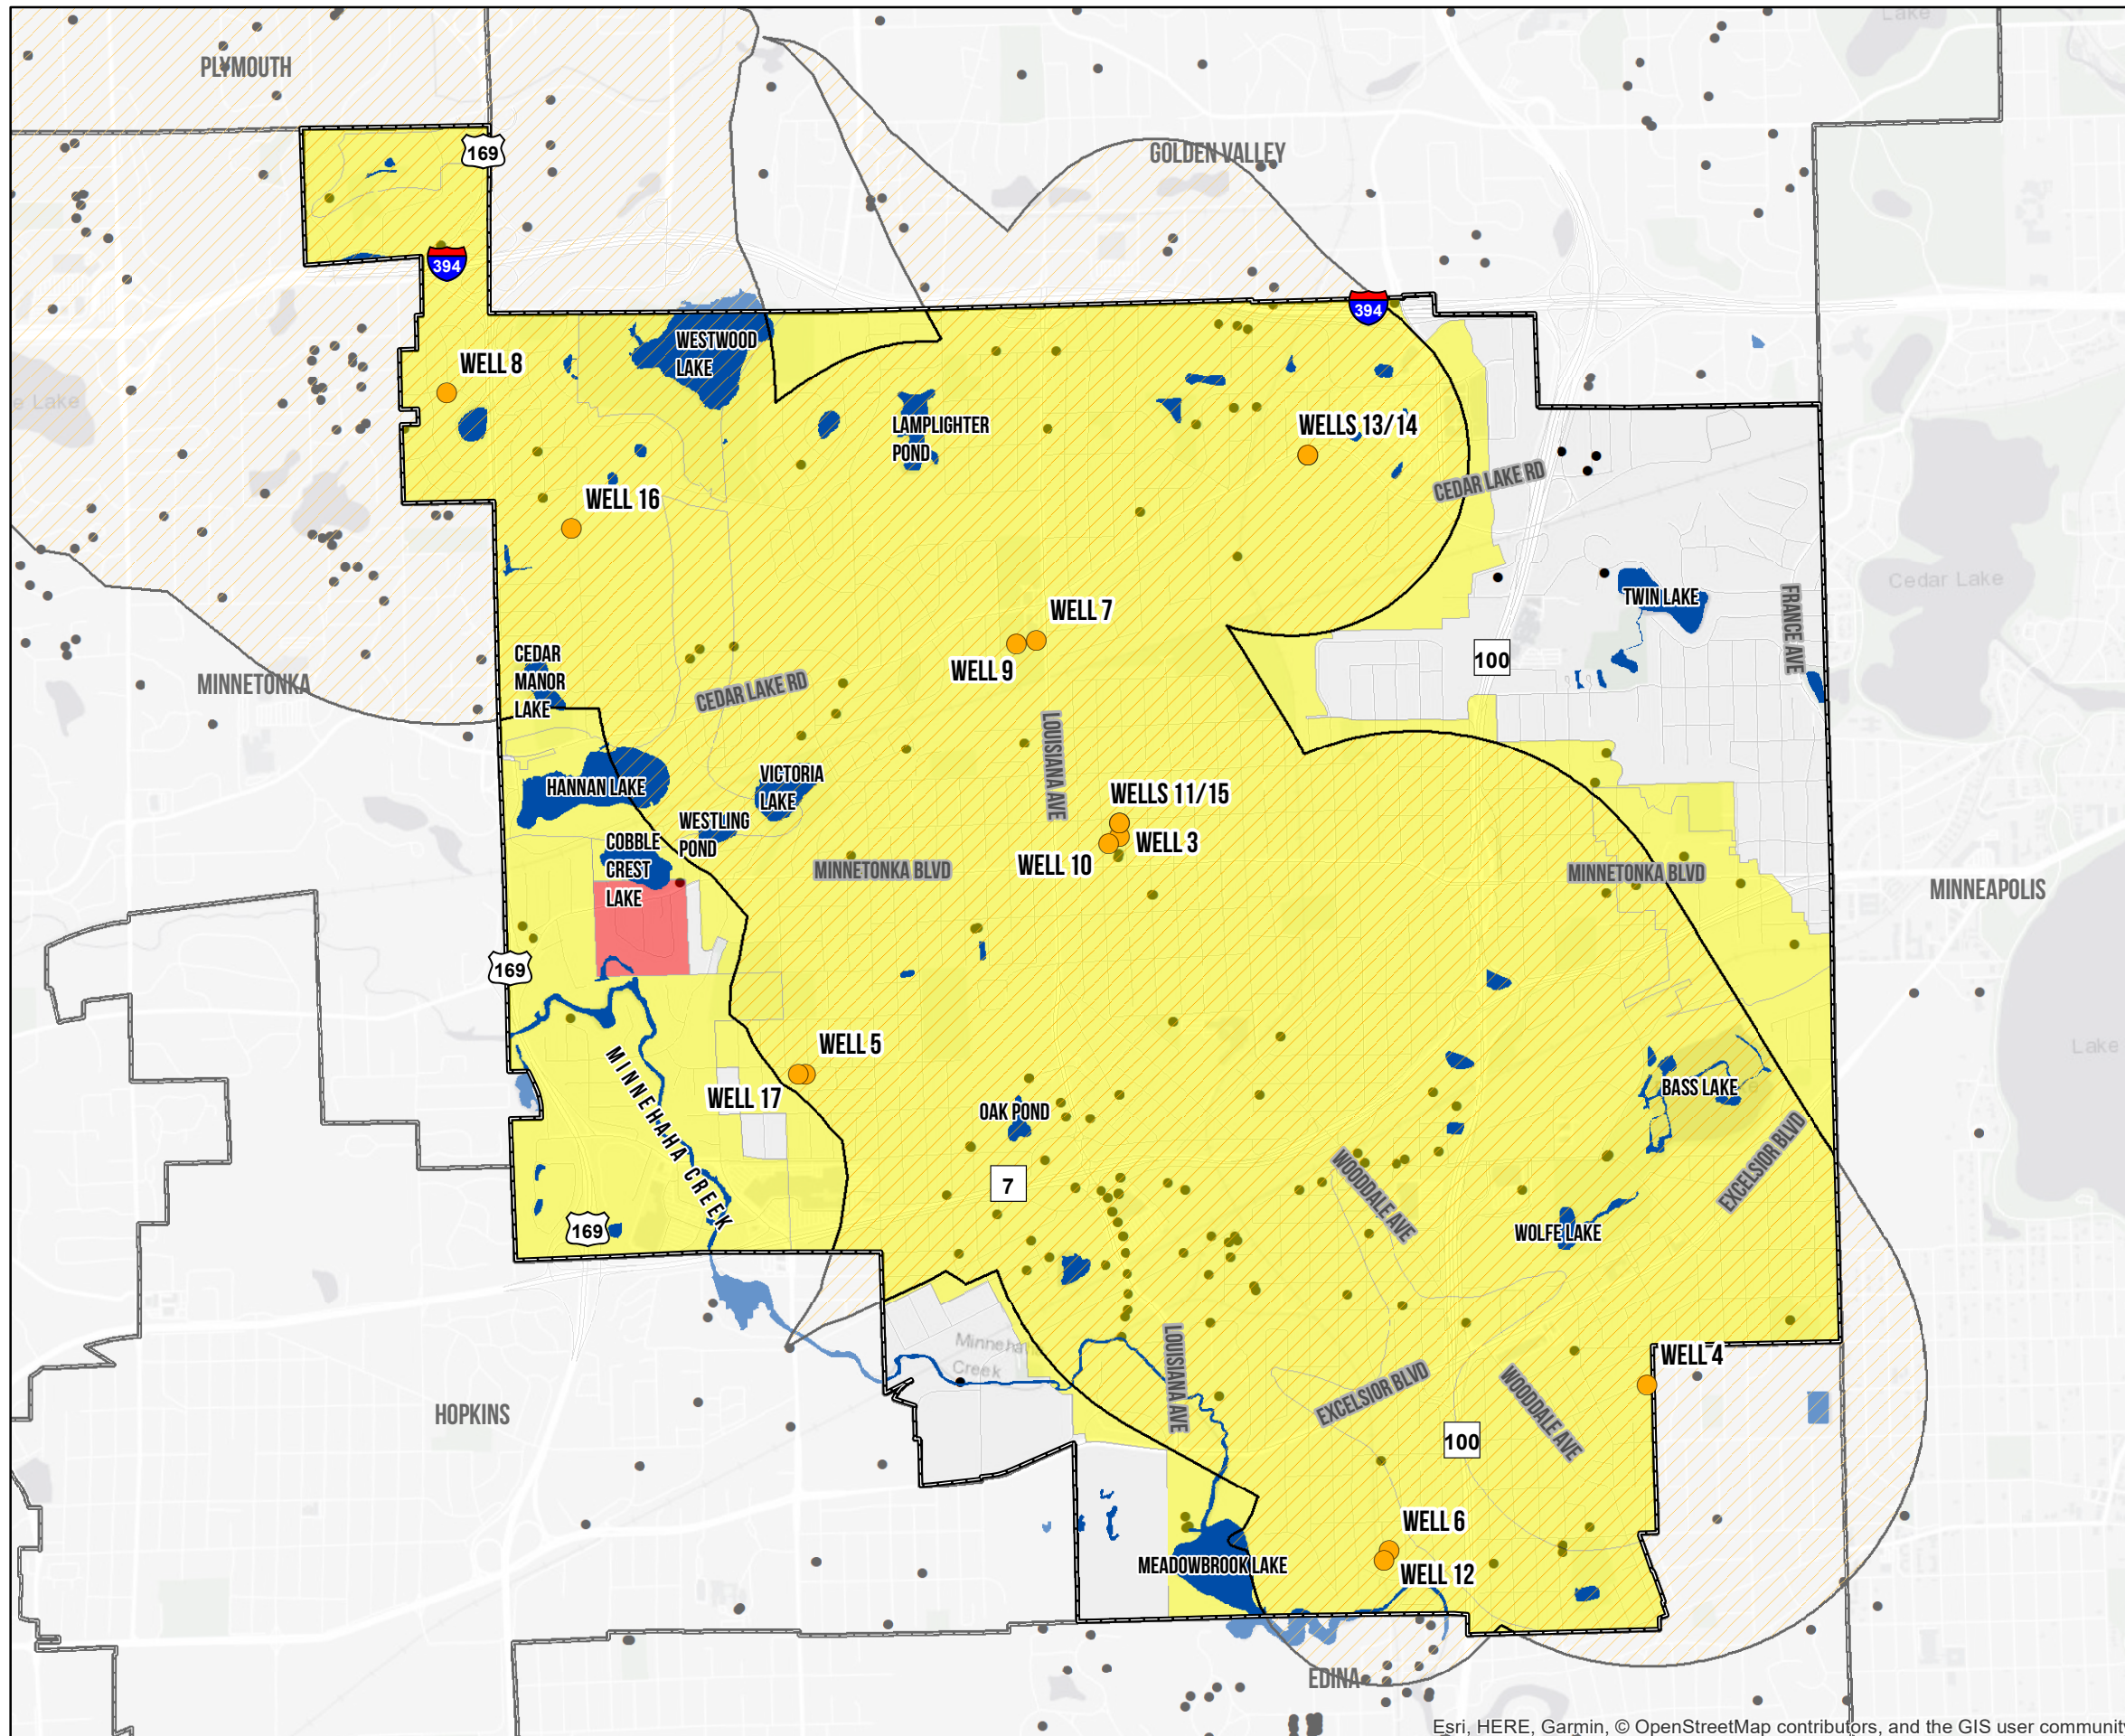 Lake
PLYMOUTH
169
GOLDEN VALLEY
394
394
WESTWOOD
LAKE
WELL 8
e Lake
LAMPLIGHTER
POND
WELLS 13/14
CEDAR LAKE RD
WELL 16
Cedar Lake
TWIN LAKE
FRANCE AVE
WELL 7
WELL 9
100
CEDAR
MANOR
LAKE
MINNETONKA
CEDAR LAKE RD
LOUISIANA AVE
HANNAN LAKE
VICTORIA
LAKE
WELLS 11/15
WESTLING
POND
COBBLE
CREST
LAKE
WELL 3
WELL 10
MINNETONKA BLVD
MINNETONKA BLVD
MINNEAPOLIS
169
WELL 5
Lake
WELL 17
MINNEHAHA CREEK
OAK POND
BASS LAKE
EXCELSIOR BLVD
7
WOODDALE AVE
169
WOLFE LAKE
Minneha
Creek
LOUISIANA AVE
WELL 4
EXCELSIOR BLVD
WOODDALE AVE
HOPKINS
100
WELL 6
MEADOWBROOK LAKE
WELL 12
EDINA
Esri, HERE, Garmin, © OpenStreetMap contributors, and the GIS user communit